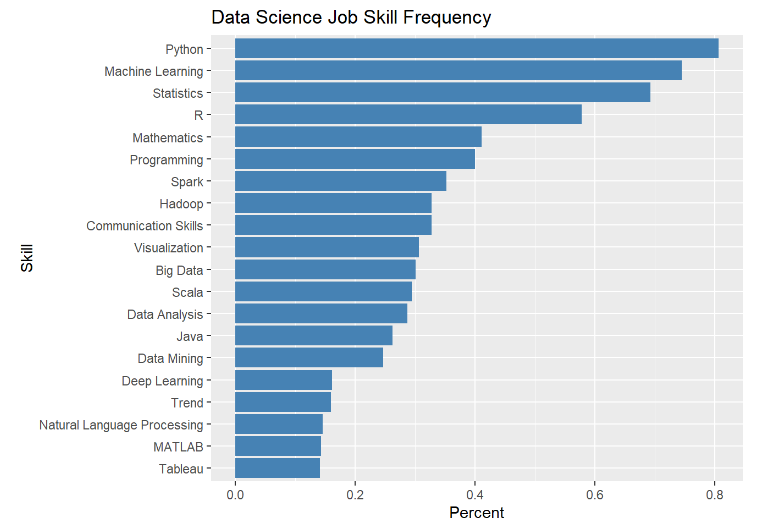 Data Science Job Skill Frequency
Python
Machine Learning
Statistics
R
Mathematics
Programming
Spark
Hadoop
Communication Skills
Visualization
Big Data
Scala
Data Analysis
Java
Data Mining
Deep Learning
Trend
Natural Language Processing
MATLAB
Tableau
Skill
0.0 0.2 0.4 0.6 0.8
Percent